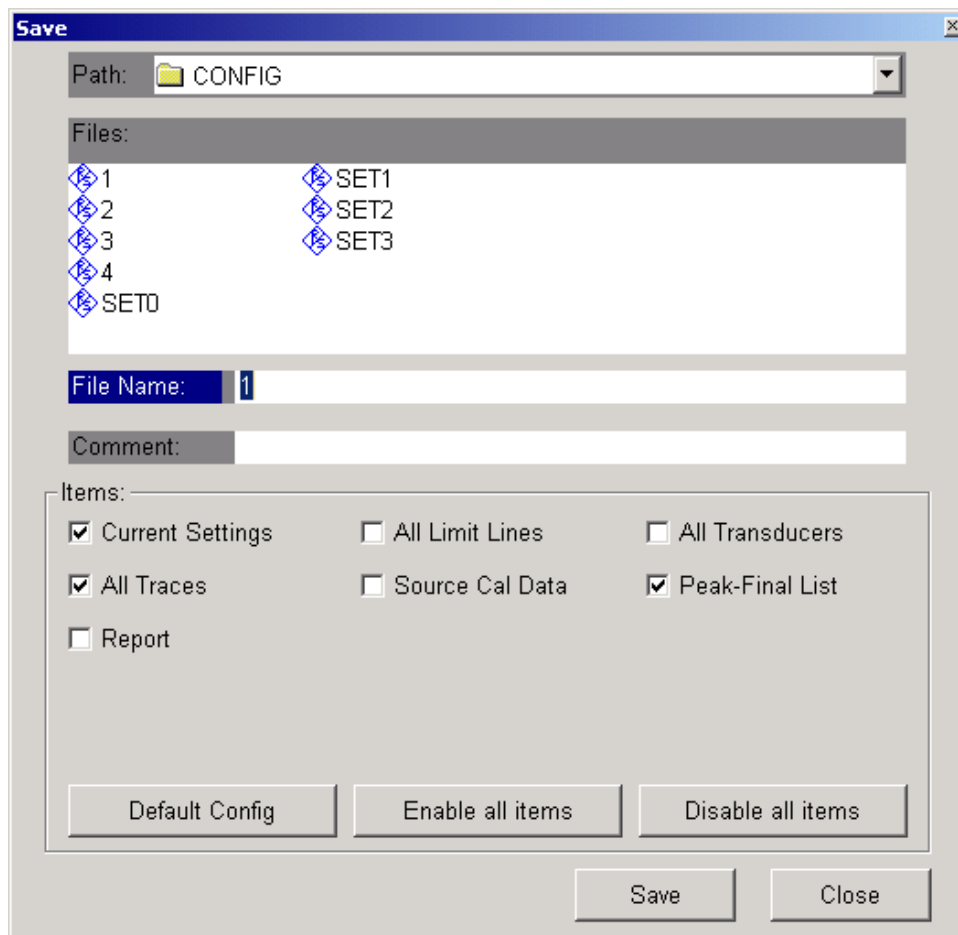 Save
Path: CONFIG
Files:
1 SET1
2 SET2
3 SET3
4
SET0
File Name: 1
Comment:
Items:
Current Settings All Limit Lines All Transducers
All Traces Source Cal Data Peak-Final List
Report
Default Config Enable all items Disable all items
Save Close